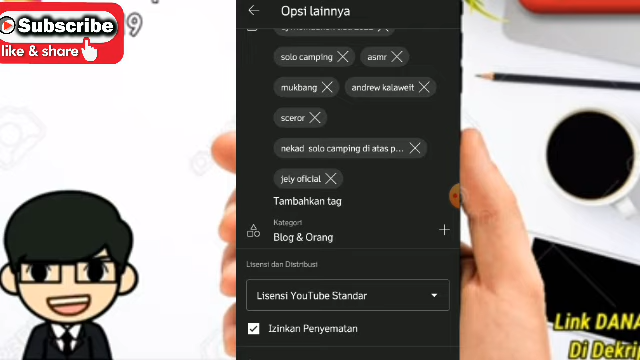 Subscribe
9
like & share
Opsi lainnya
solo camping
asmr
mukbang
andrew kalaweit
sceror
nekad solo camping di atas p...
jely oficial
Tambahkan tag
Kategori
Blog & Orang
Lisensi dan Distribusi
Lisensi YouTube Standar
Izinkan Penyematan
Link DANA
Di Dekri